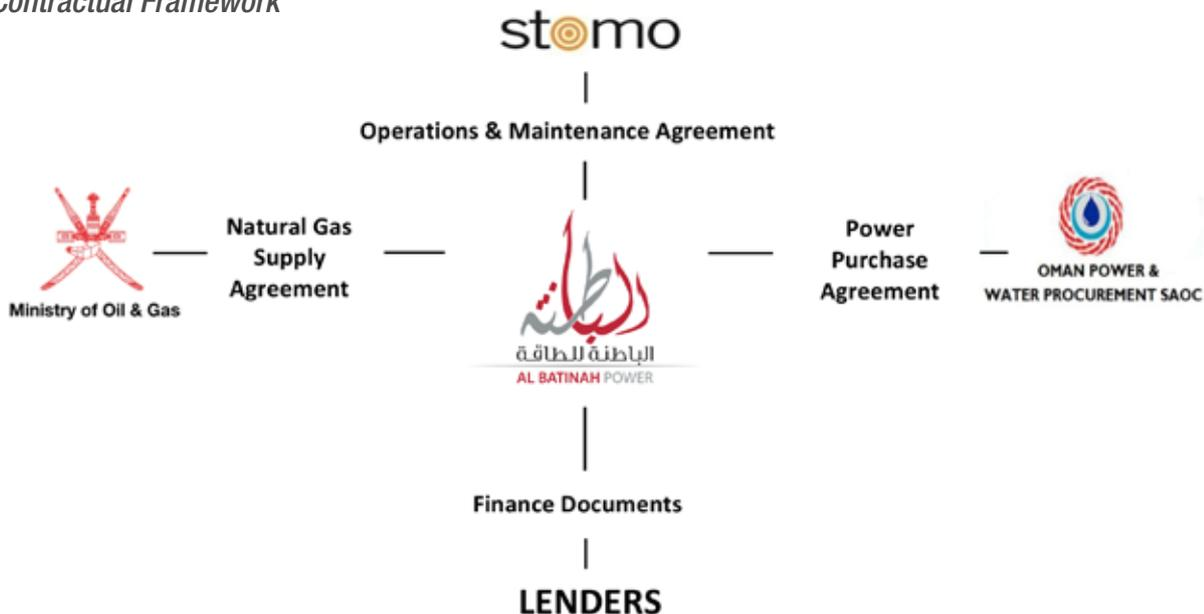 Contractual Framework
stomo
Operations & Maintenance Agreement
Natural Gas
Supply
Agreement
Ministry of Oil & Gas
Power
Purchase
Agreement
OMAN POWER &
WATER PROCUREMENT SAOC
الباطنة
الباطنة للطاقة
AL BATINAH POWER
Finance Documents
LENDERS